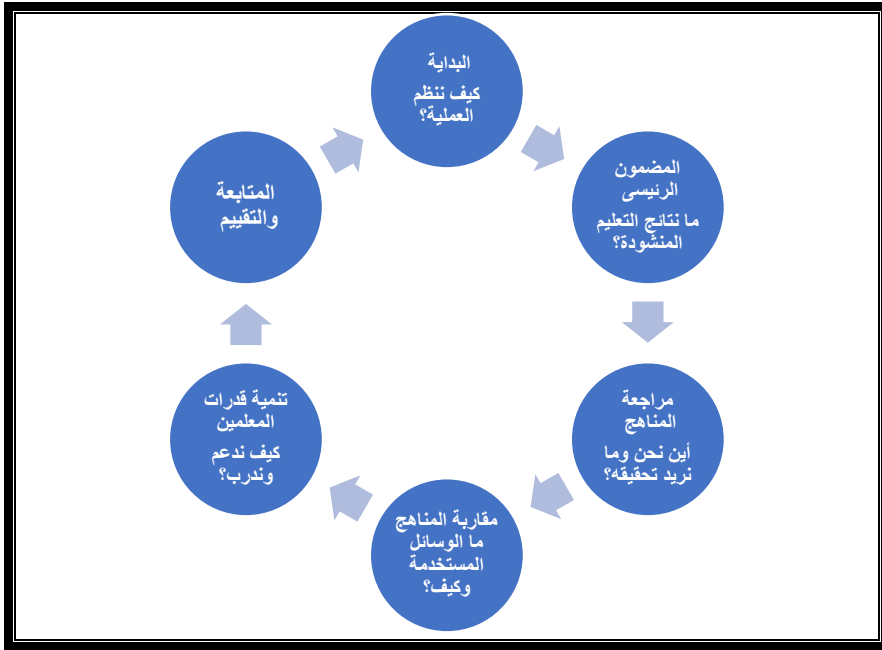 البداية
كيف ننظم
العملية؟
المضمون
الرئيسى
ما نتائج التعليم
المنشودة؟
مراجعة
المناهج
أين نحن وما
نريد تحقيقه؟
مقاربة المناهج
ما الوسائل
المستخدمة
وكيف؟
تنمية قدرات
المعلمين
كيف ندعم
وندرب؟
المتابعة
والتقييم